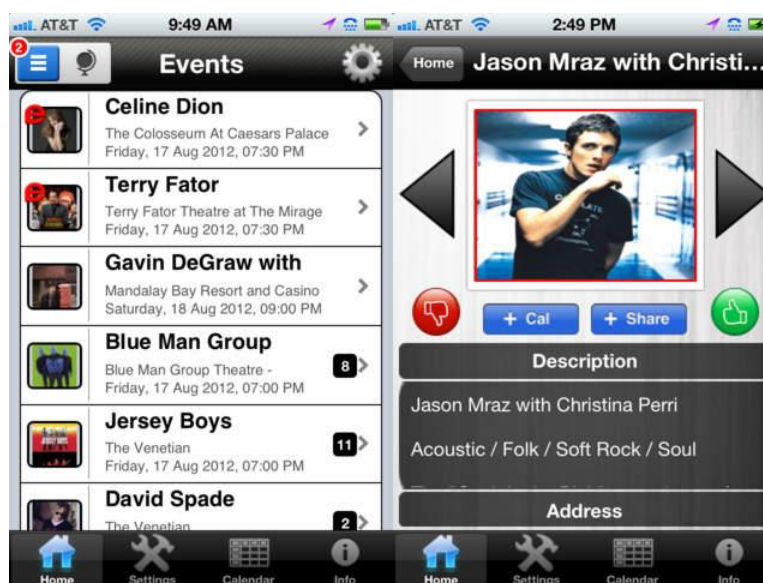 AT&T 9:49 AM
2
Events
Celine Dion
The Colosseum At Caesars Palace
Friday, 17 Aug 2012, 07:30 PM
Terry Fator
Terry Fator Theatre at The Mirage
Friday, 17 Aug 2012, 07:30 PM
Gavin DeGraw with
Mandalay Bay Resort and Casino
Saturday, 18 Aug 2012, 09:00 PM
Blue Man Group
Blue Man Group Theatre -
Friday, 17 Aug 2012, 07:00 PM
8
Jersey Boys
The Venetian
Friday, 17 Aug 2012, 07:00 PM
11
David Spade
The Venetian
2
Home Settings Calendar Info
AT&T 2:49 PM
Home Jason Mraz with Christi...
+ Cal + Share
Description
Jason Mraz with Christina Perri
Acoustic / Folk / Soft Rock / Soul
Address
Home Settings Calendar Info